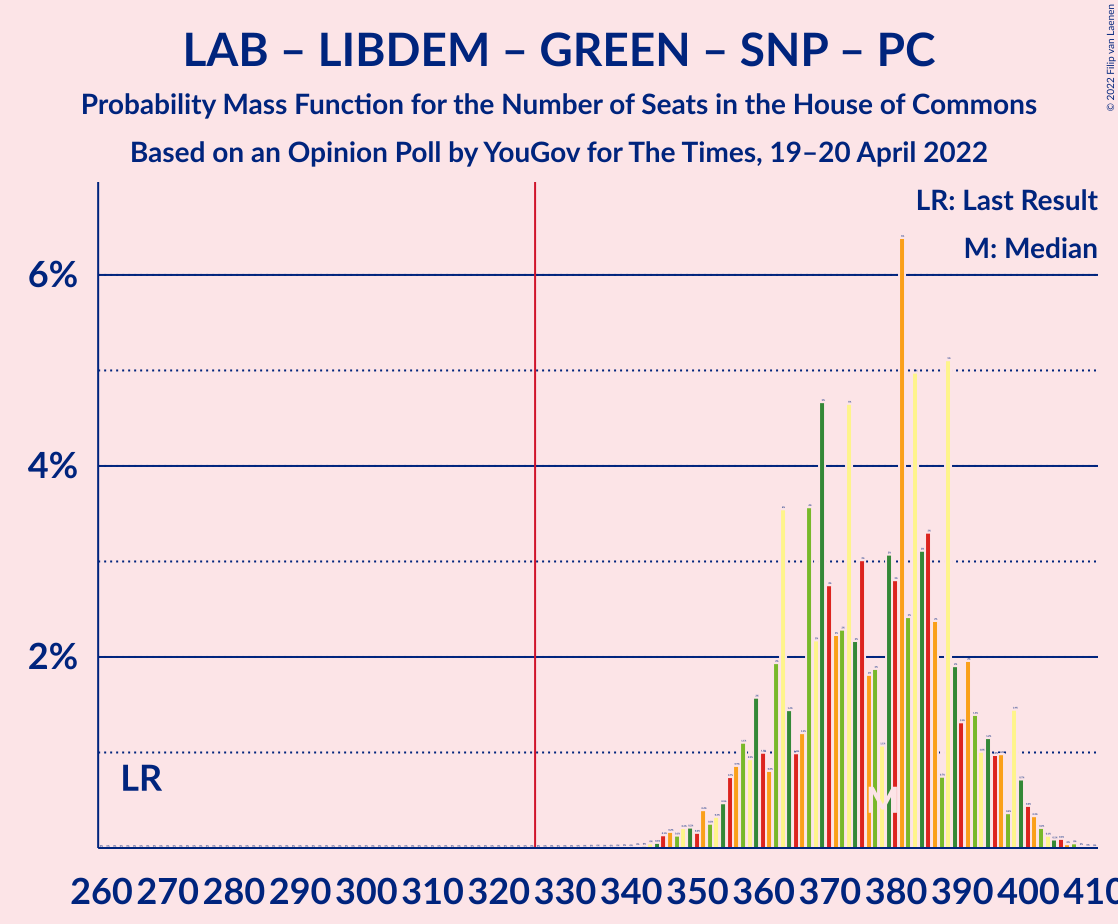 LAB – LIBDEM – GREEN – SNP – PC
Probability Mass Function for the Number of Seats in the House of Commons
Based on an Opinion Poll by YouGov for The Times, 19–20 April 2022
© 2022 Filip van Laenen
LR: Last Result
M: Median
6%
4%
2%
LR
M
260 270 280 290 300 310 320 330 340 350 360 370 380 390 400 410